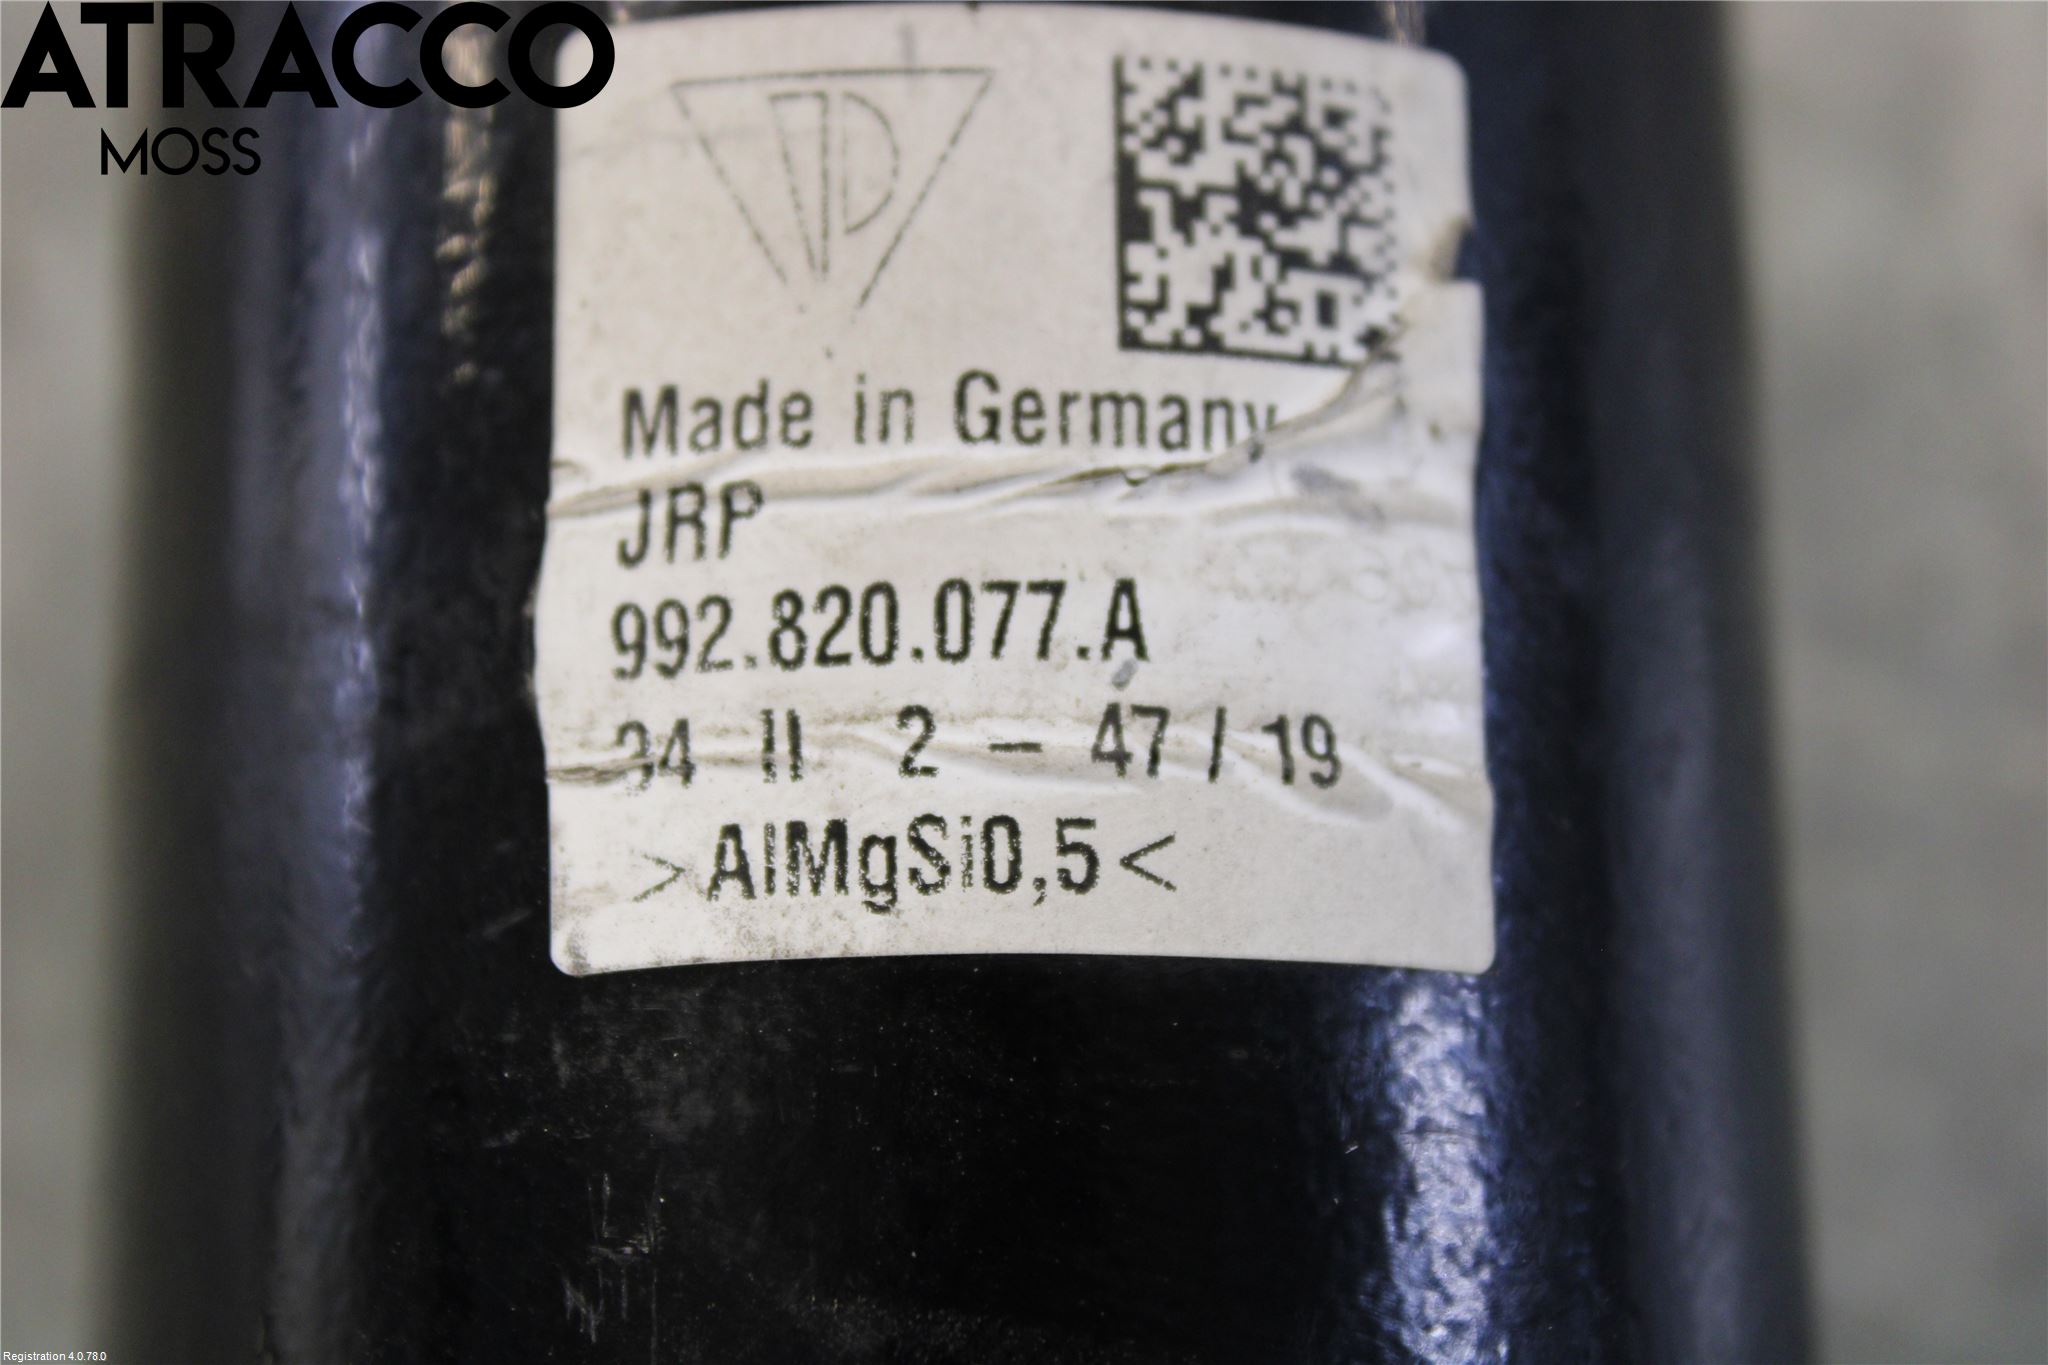 ATRACCO
MOSS
Made in Germany
JRP
992.820.077.A
34 II 2 – 47 / 19
>AlMgSi0,5<
Registration 4.0.78.0